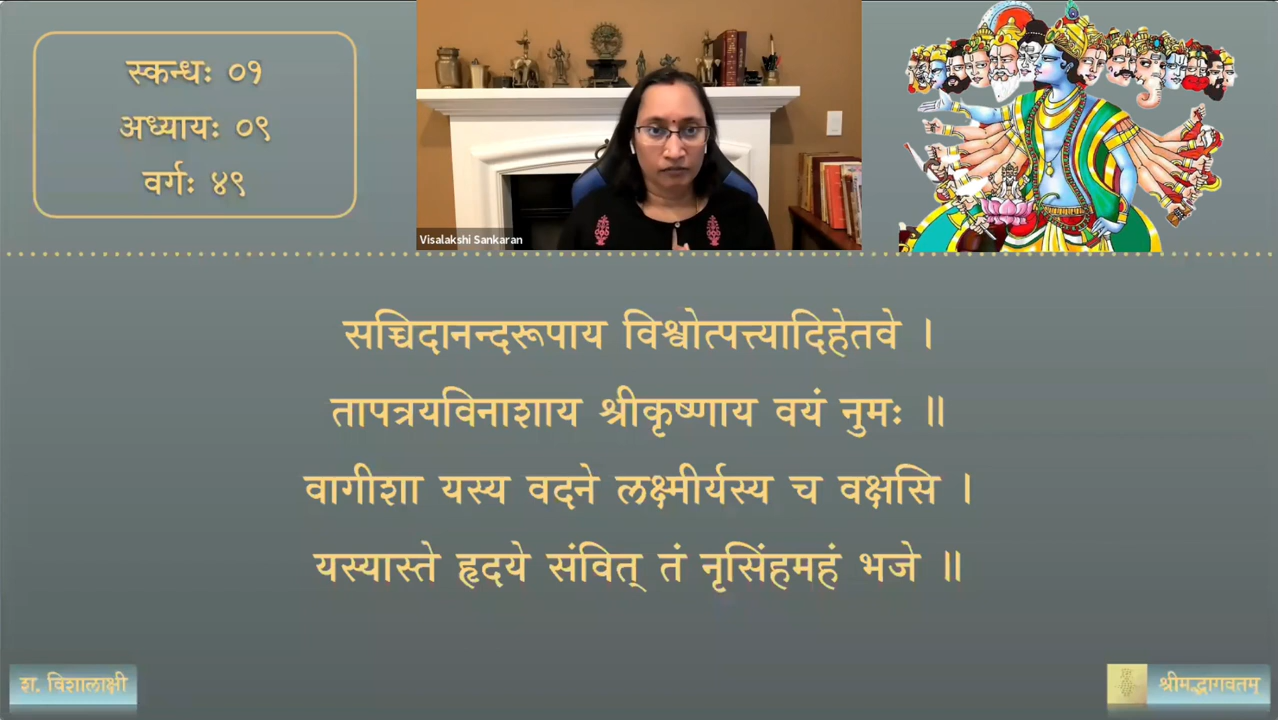 स्कन्धः ०१
अध्यायः ०९
वर्गः ४९
Visalakshi Sankaran
सच्चिदानन्दरूपाय विश्वोत्पत्त्यादिहेतवे ।
तापत्रयविनाशाय श्रीकृष्णाय वयं नुमः ॥
वागीशा यस्य वदने लक्ष्मीर्यस्य च वक्षसि ।
यस्यास्ते हृदये संवित् तं नृसिंहमहं भजे ॥
श. विशालाक्षी
श्रीमद्भागवतम्